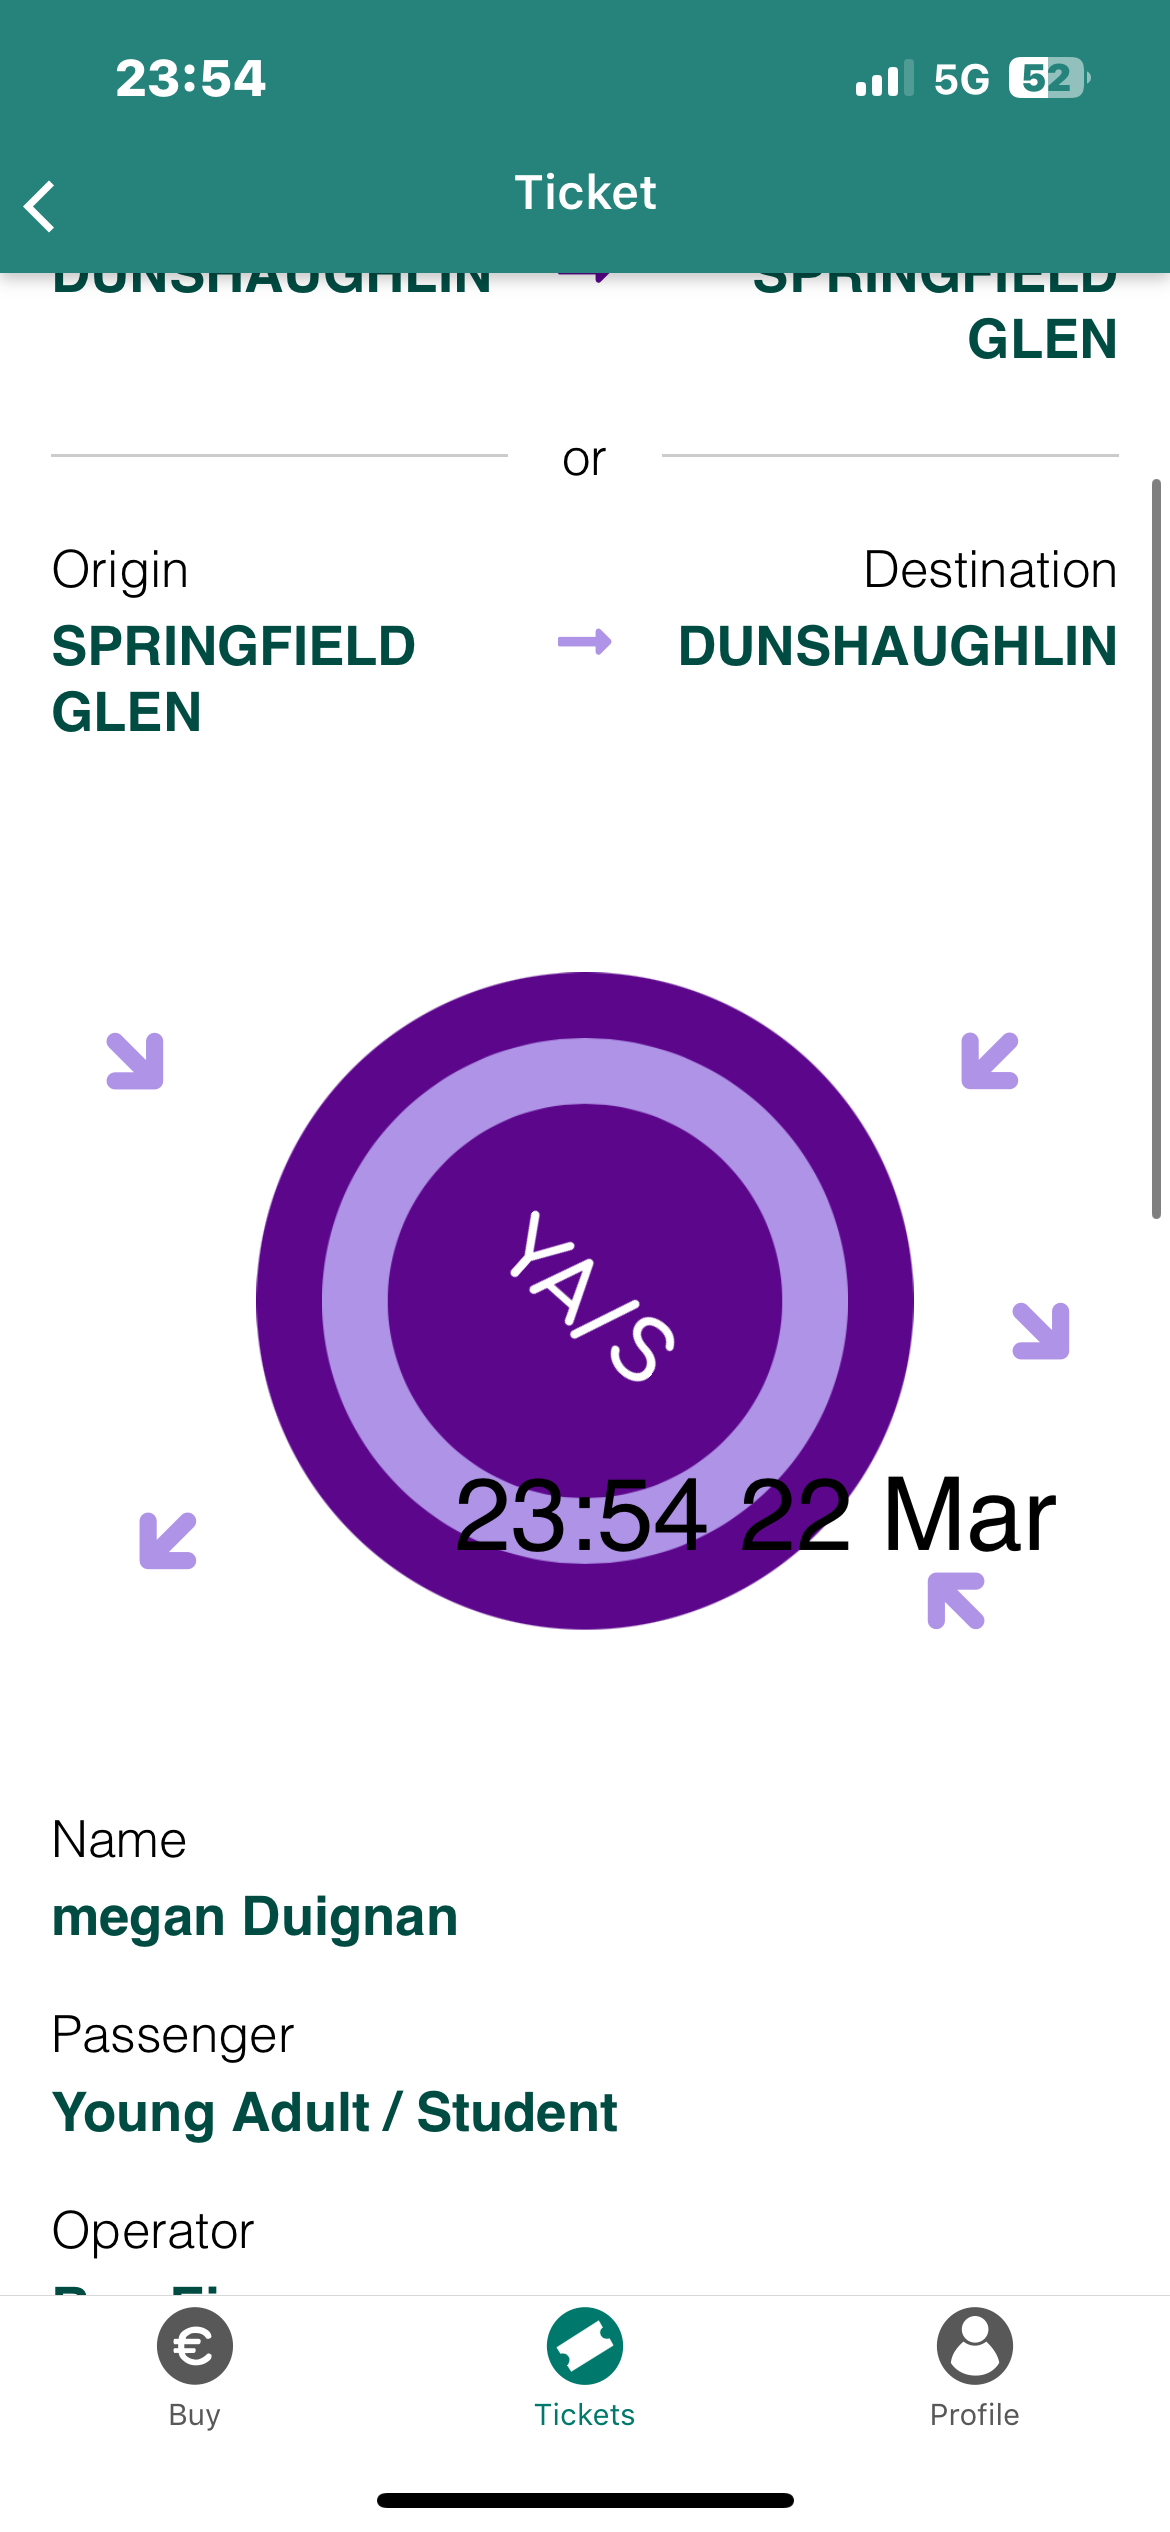 23:54 5G 52
Ticket
DUNSHAUGHLIN SPRINGFIELD
GLEN
or
Origin Destination
SPRINGFIELD DUNSHAUGHLIN
GLEN
YA/S
23:54 22 Mar
Name
megan Duignan
Passenger
Young Adult / Student
Operator
Buy Tickets Profile